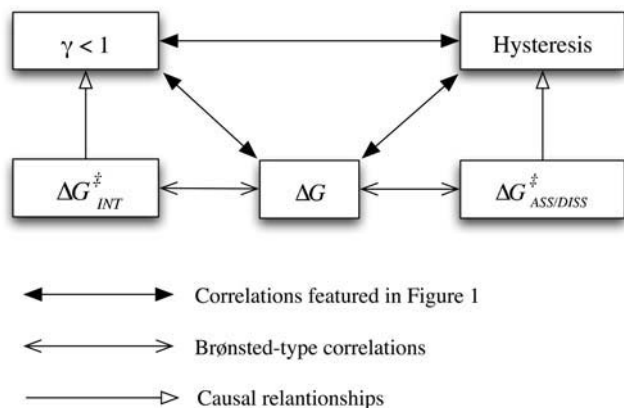 γ < 1
Hysteresis
ΔG‡INT
ΔG
ΔG‡ASS/DISS
Correlations featured in Figure 1
Brønsted-type correlations
Causal relantionships